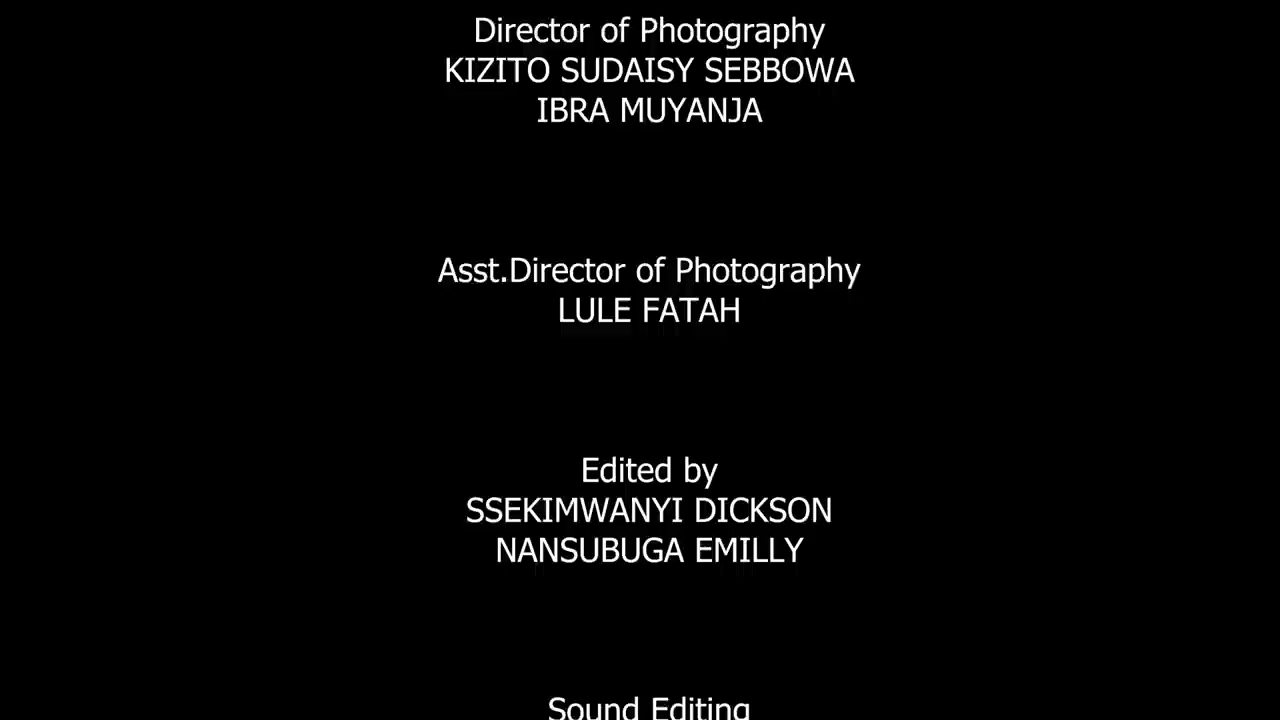 Director of Photography
KIZITO SUDAISY SEBBOWA
IBRA MUYANJA
Asst.Director of Photography
LULE FATAH
Edited by
SSEKIMWANYI DICKSON
NANSUBUGA EMILLY
Sound Editing